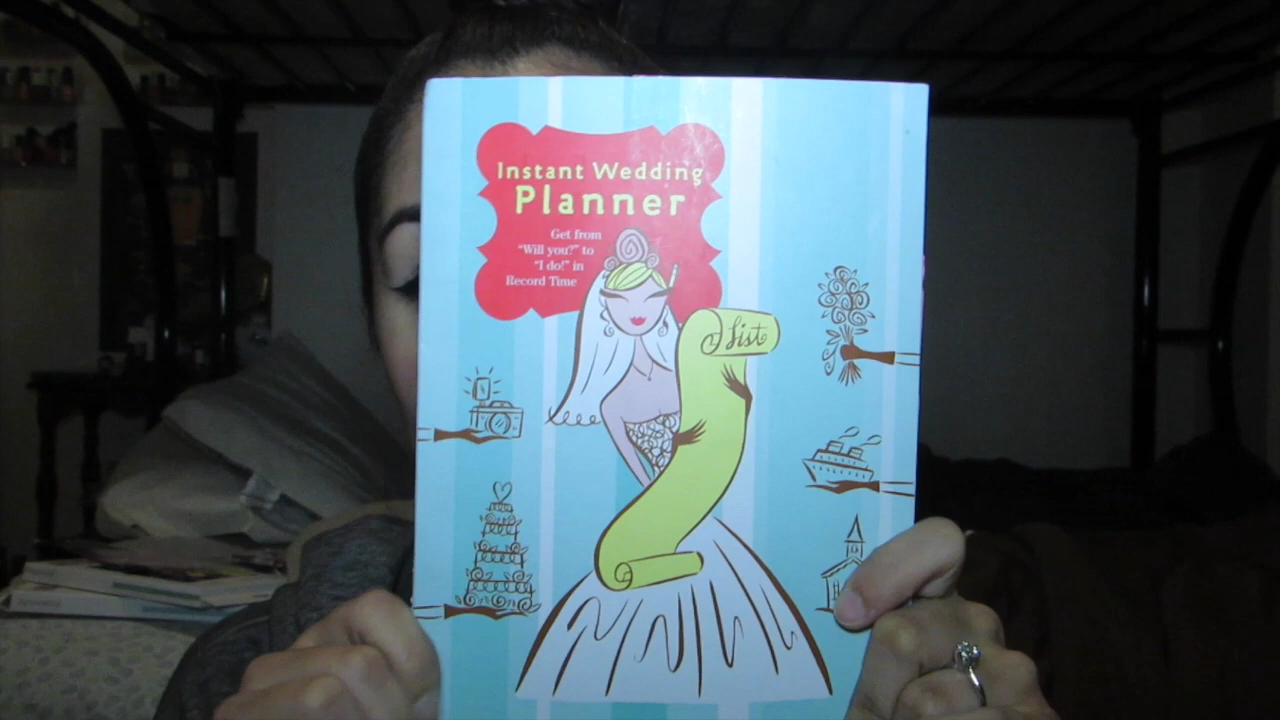 Instant Wedding
Planner
Get from
"Will you?" to
"I do!" in
Record Time
List